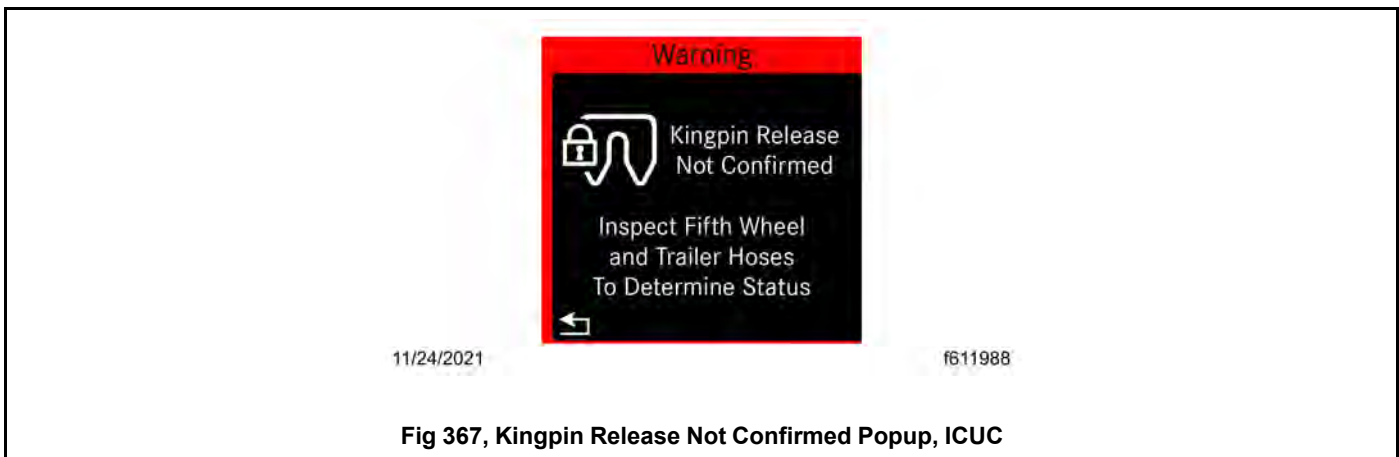 Warning
Kingpin Release
Not Confirmed
Inspect Fifth Wheel
and Trailer Hoses
To Determine Status
11/24/2021 f611988
Fig 367, Kingpin Release Not Confirmed Popup, ICUC